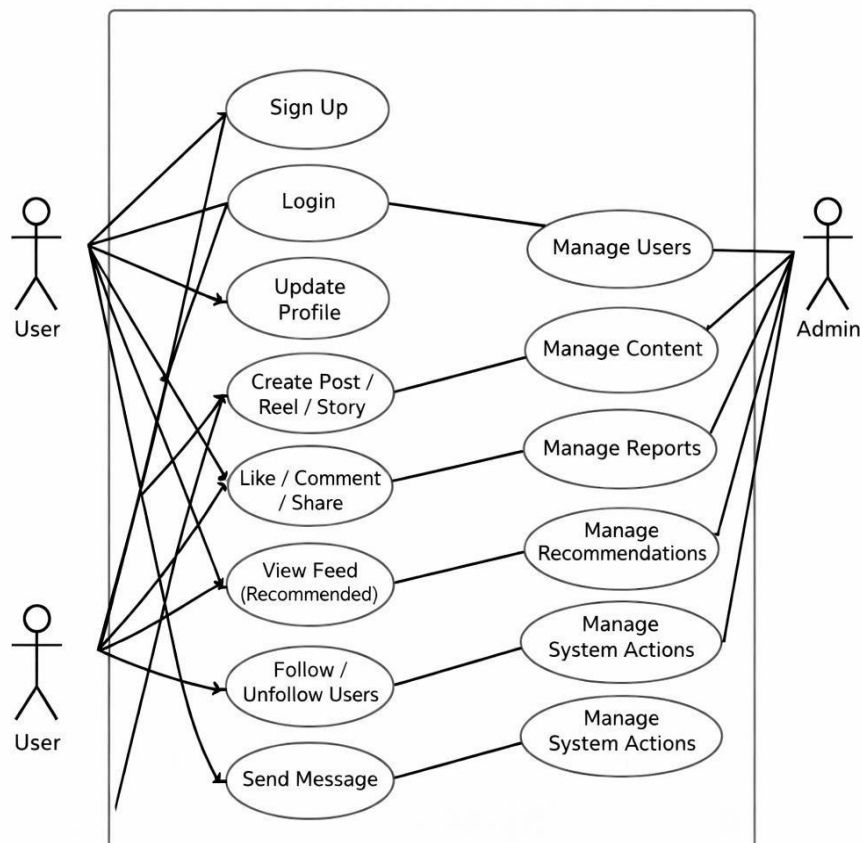 Sign Up
Login
Update
Profile
Create Post /
Reel / Story
Like / Comment
/ Share
View Feed
(Recommended)
Follow /
Unfollow Users
Send Message
Manage Users
Manage Content
Manage Reports
Manage
Recommendations
Manage
System Actions
Manage
System Actions
User
User
Admin